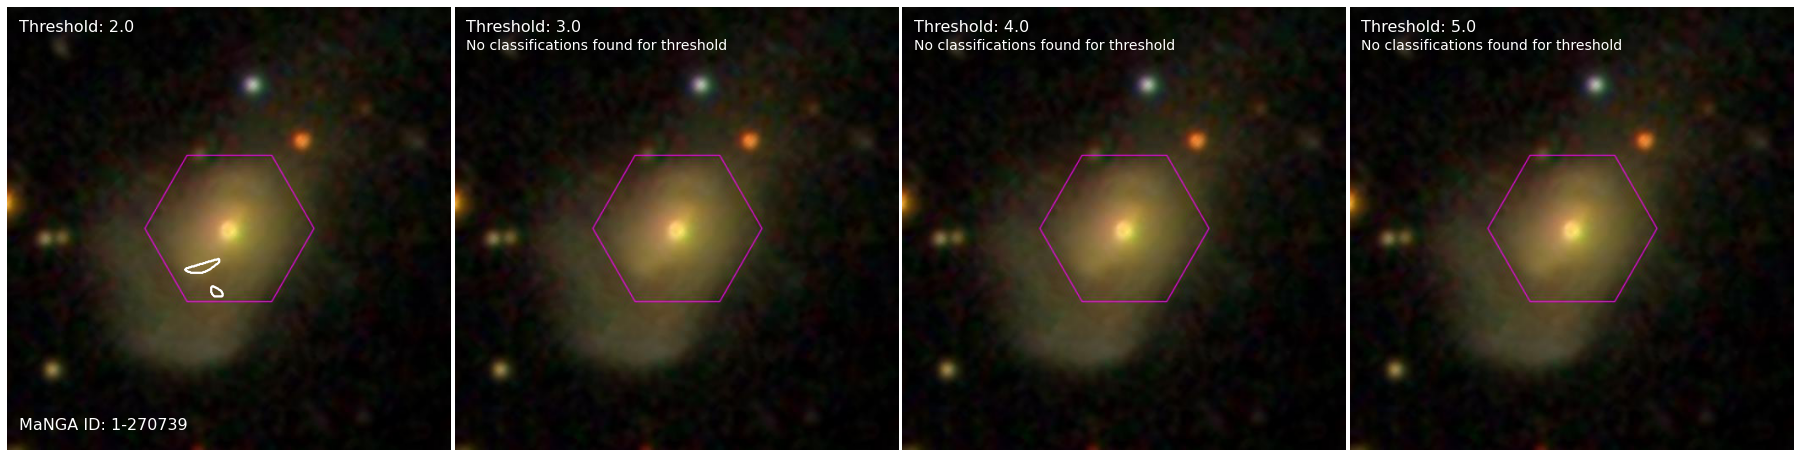 Threshold: 2.0
MaNGA ID: 1-270739
Threshold: 3.0
No classifications found for threshold
Threshold: 4.0
No classifications found for threshold
Threshold: 5.0
No classifications found for threshold